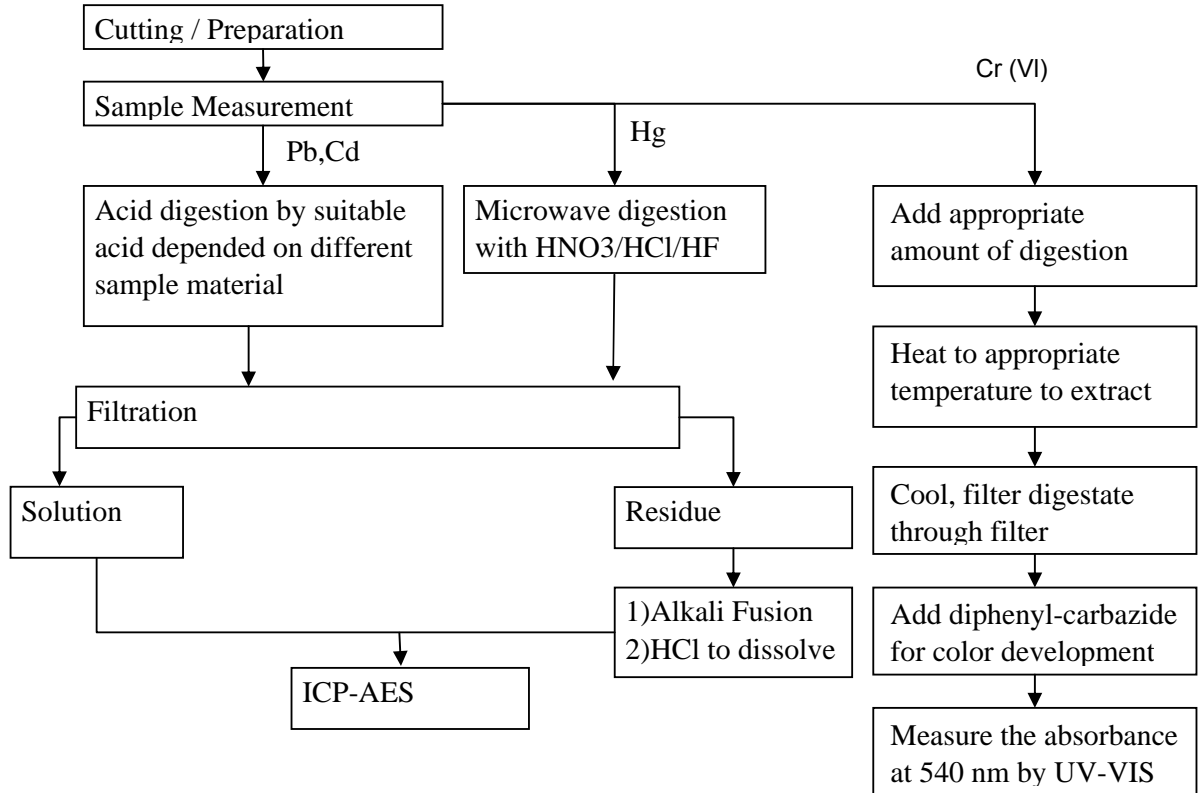 Cutting / Preparation
Sample Measurement
Cr (VI)
Pb,Cd
Hg
Acid digestion by suitable
acid depended on different
sample material
Microwave digestion
with HNO3/HCl/HF
Add appropriate
amount of digestion
Heat to appropriate
temperature to extract
Filtration
Solution
Residue
Cool, filter digestate
through filter
1)Alkali Fusion
2)HCl to dissolve
Add diphenyl-carbazide
for color development
ICP-AES
Measure the absorbance
at 540 nm by UV-VIS